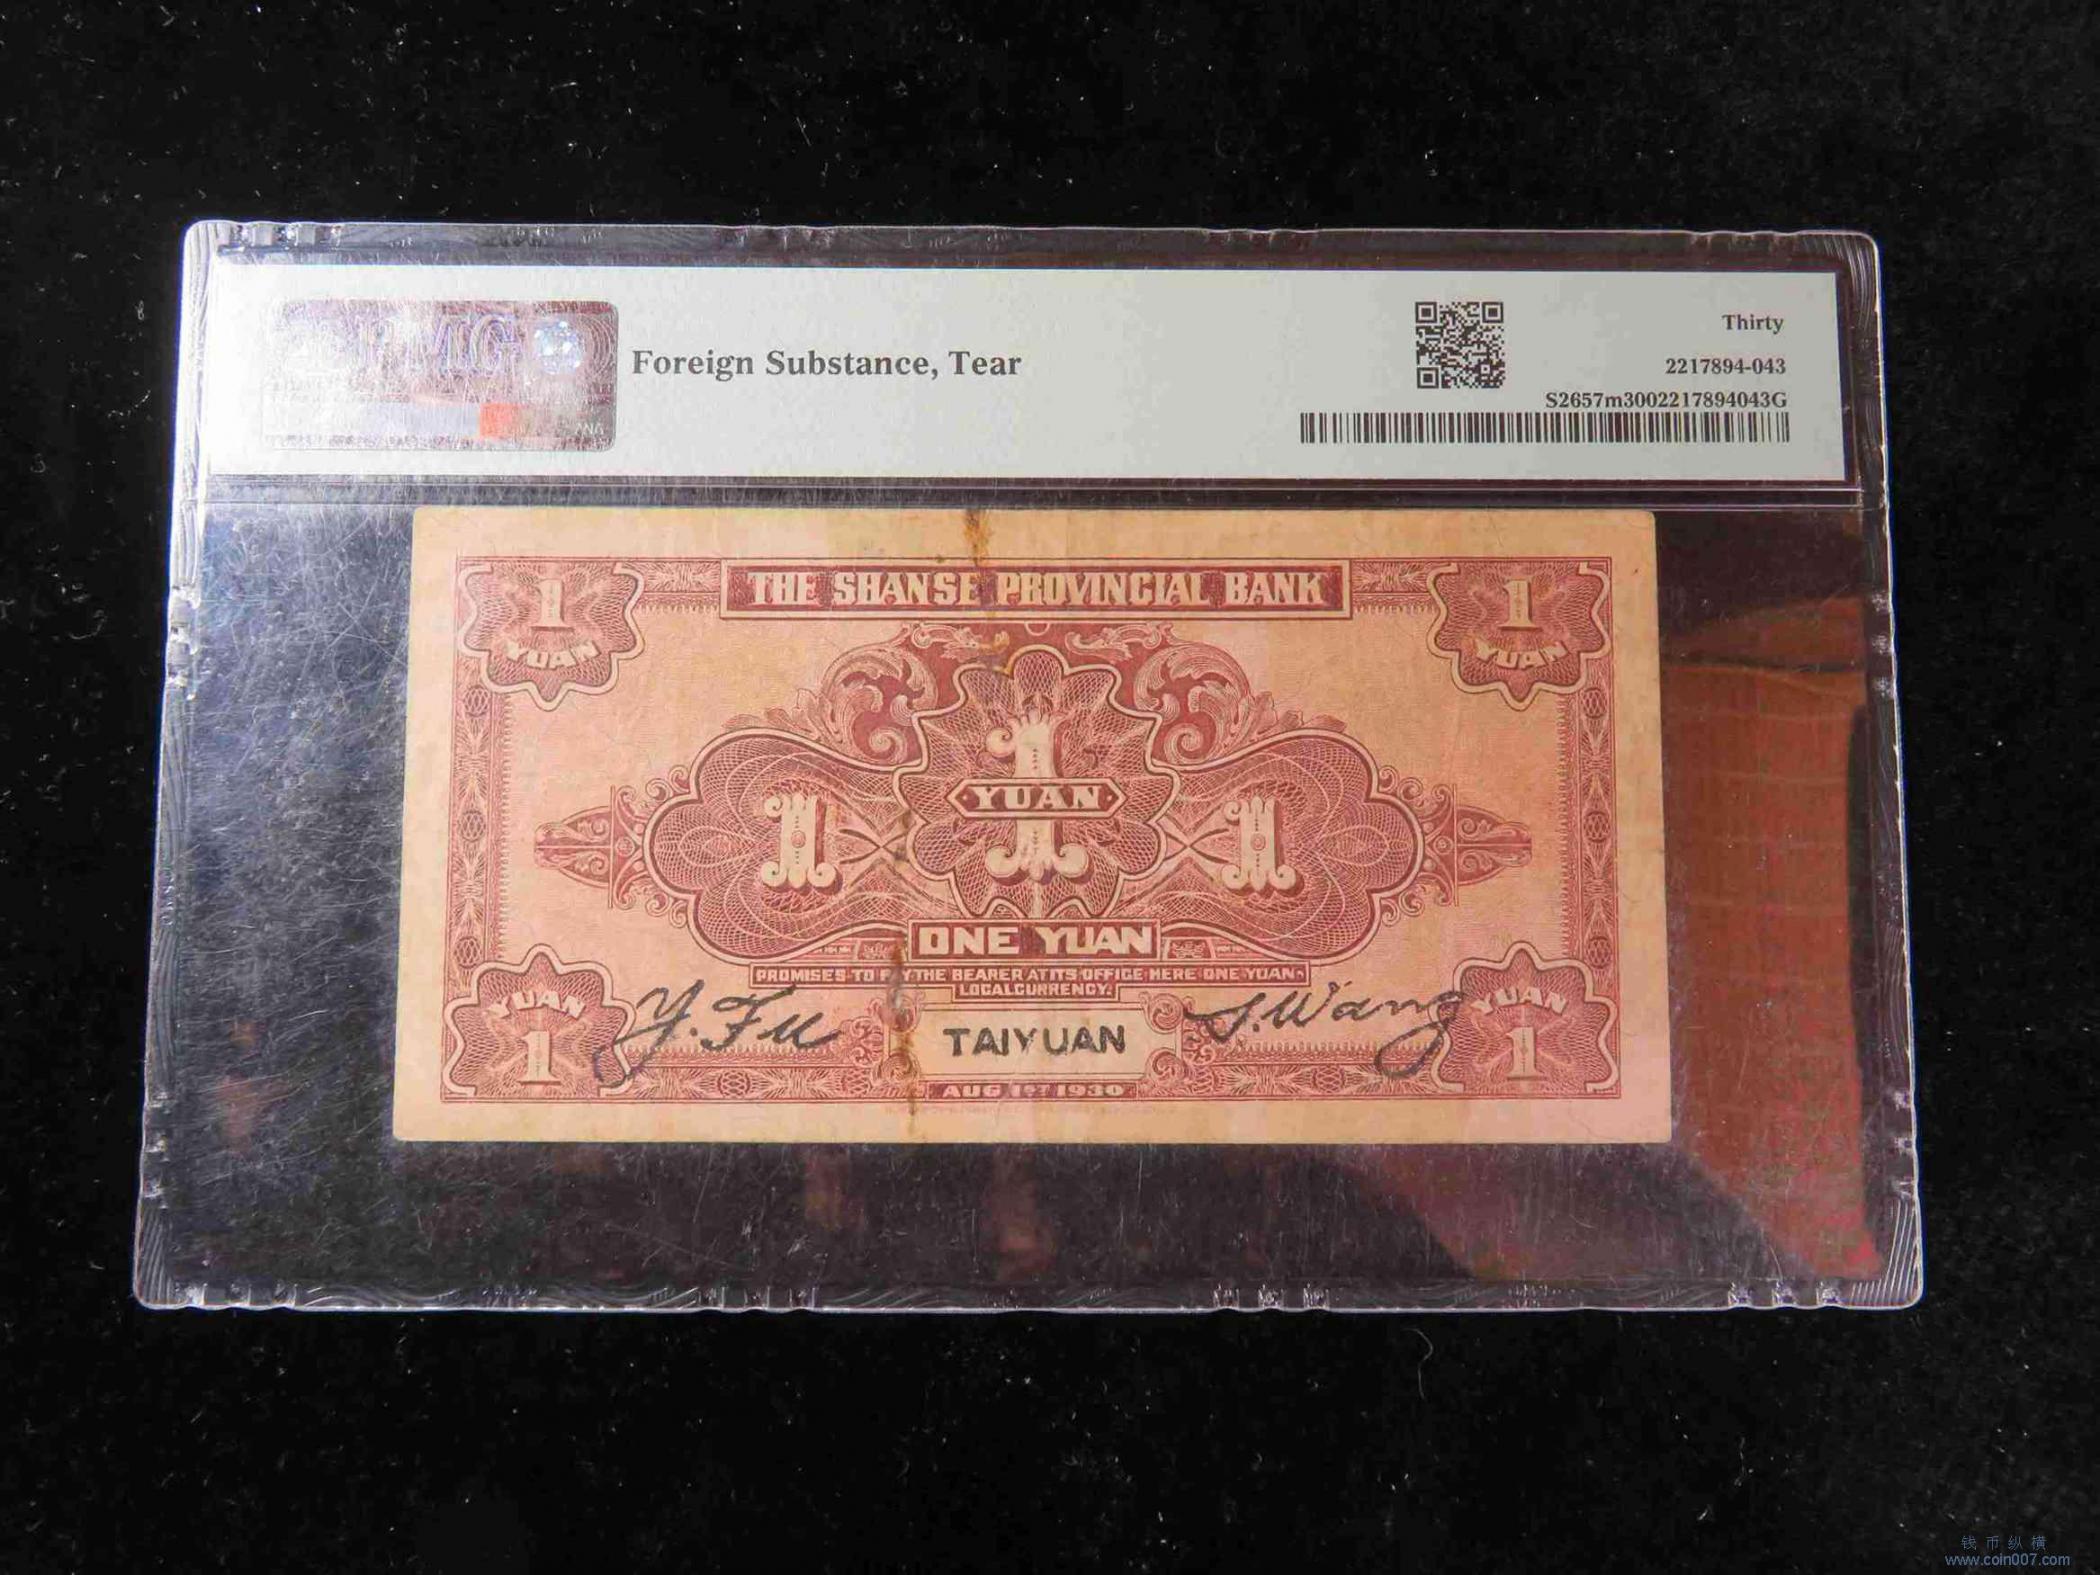 PMG
Foreign Substance, Tear
Thirty
2217894-043
S2657m3002217894043G
THE SHANSE PROVINCIAL BANK
1 YUAN
1 YUAN
1
1
YUAN
1
ONE YUAN
PROMISES TO PAY THE BEARER AT ITS OFFICE HERE ONE YUAN
LOCAL CURRENCY.
YUAN 1
Y. Fu
TAIYUAN
S. Wang
YUAN 1
AUG 1ST 1930
钱币纵横
www.coin007.com